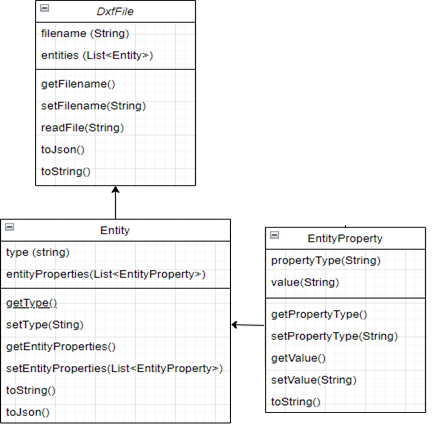 DxfFile
filename (String)
entities (List<Entity>)
getFilename()
setFilename(String)
readFile(String)
toJson()
toString()
Entity
type (string)
entityProperties(List<EntityProperty>)
getType()
setType(Sting)
getEntityProperties()
setEntityProperties(List<EntityProperty>)
toString()
toJson()
EntityProperty
propertyType(String)
value(String)
getPropertyType()
setPropertyType(String)
getValue()
setValue(String)
toString()